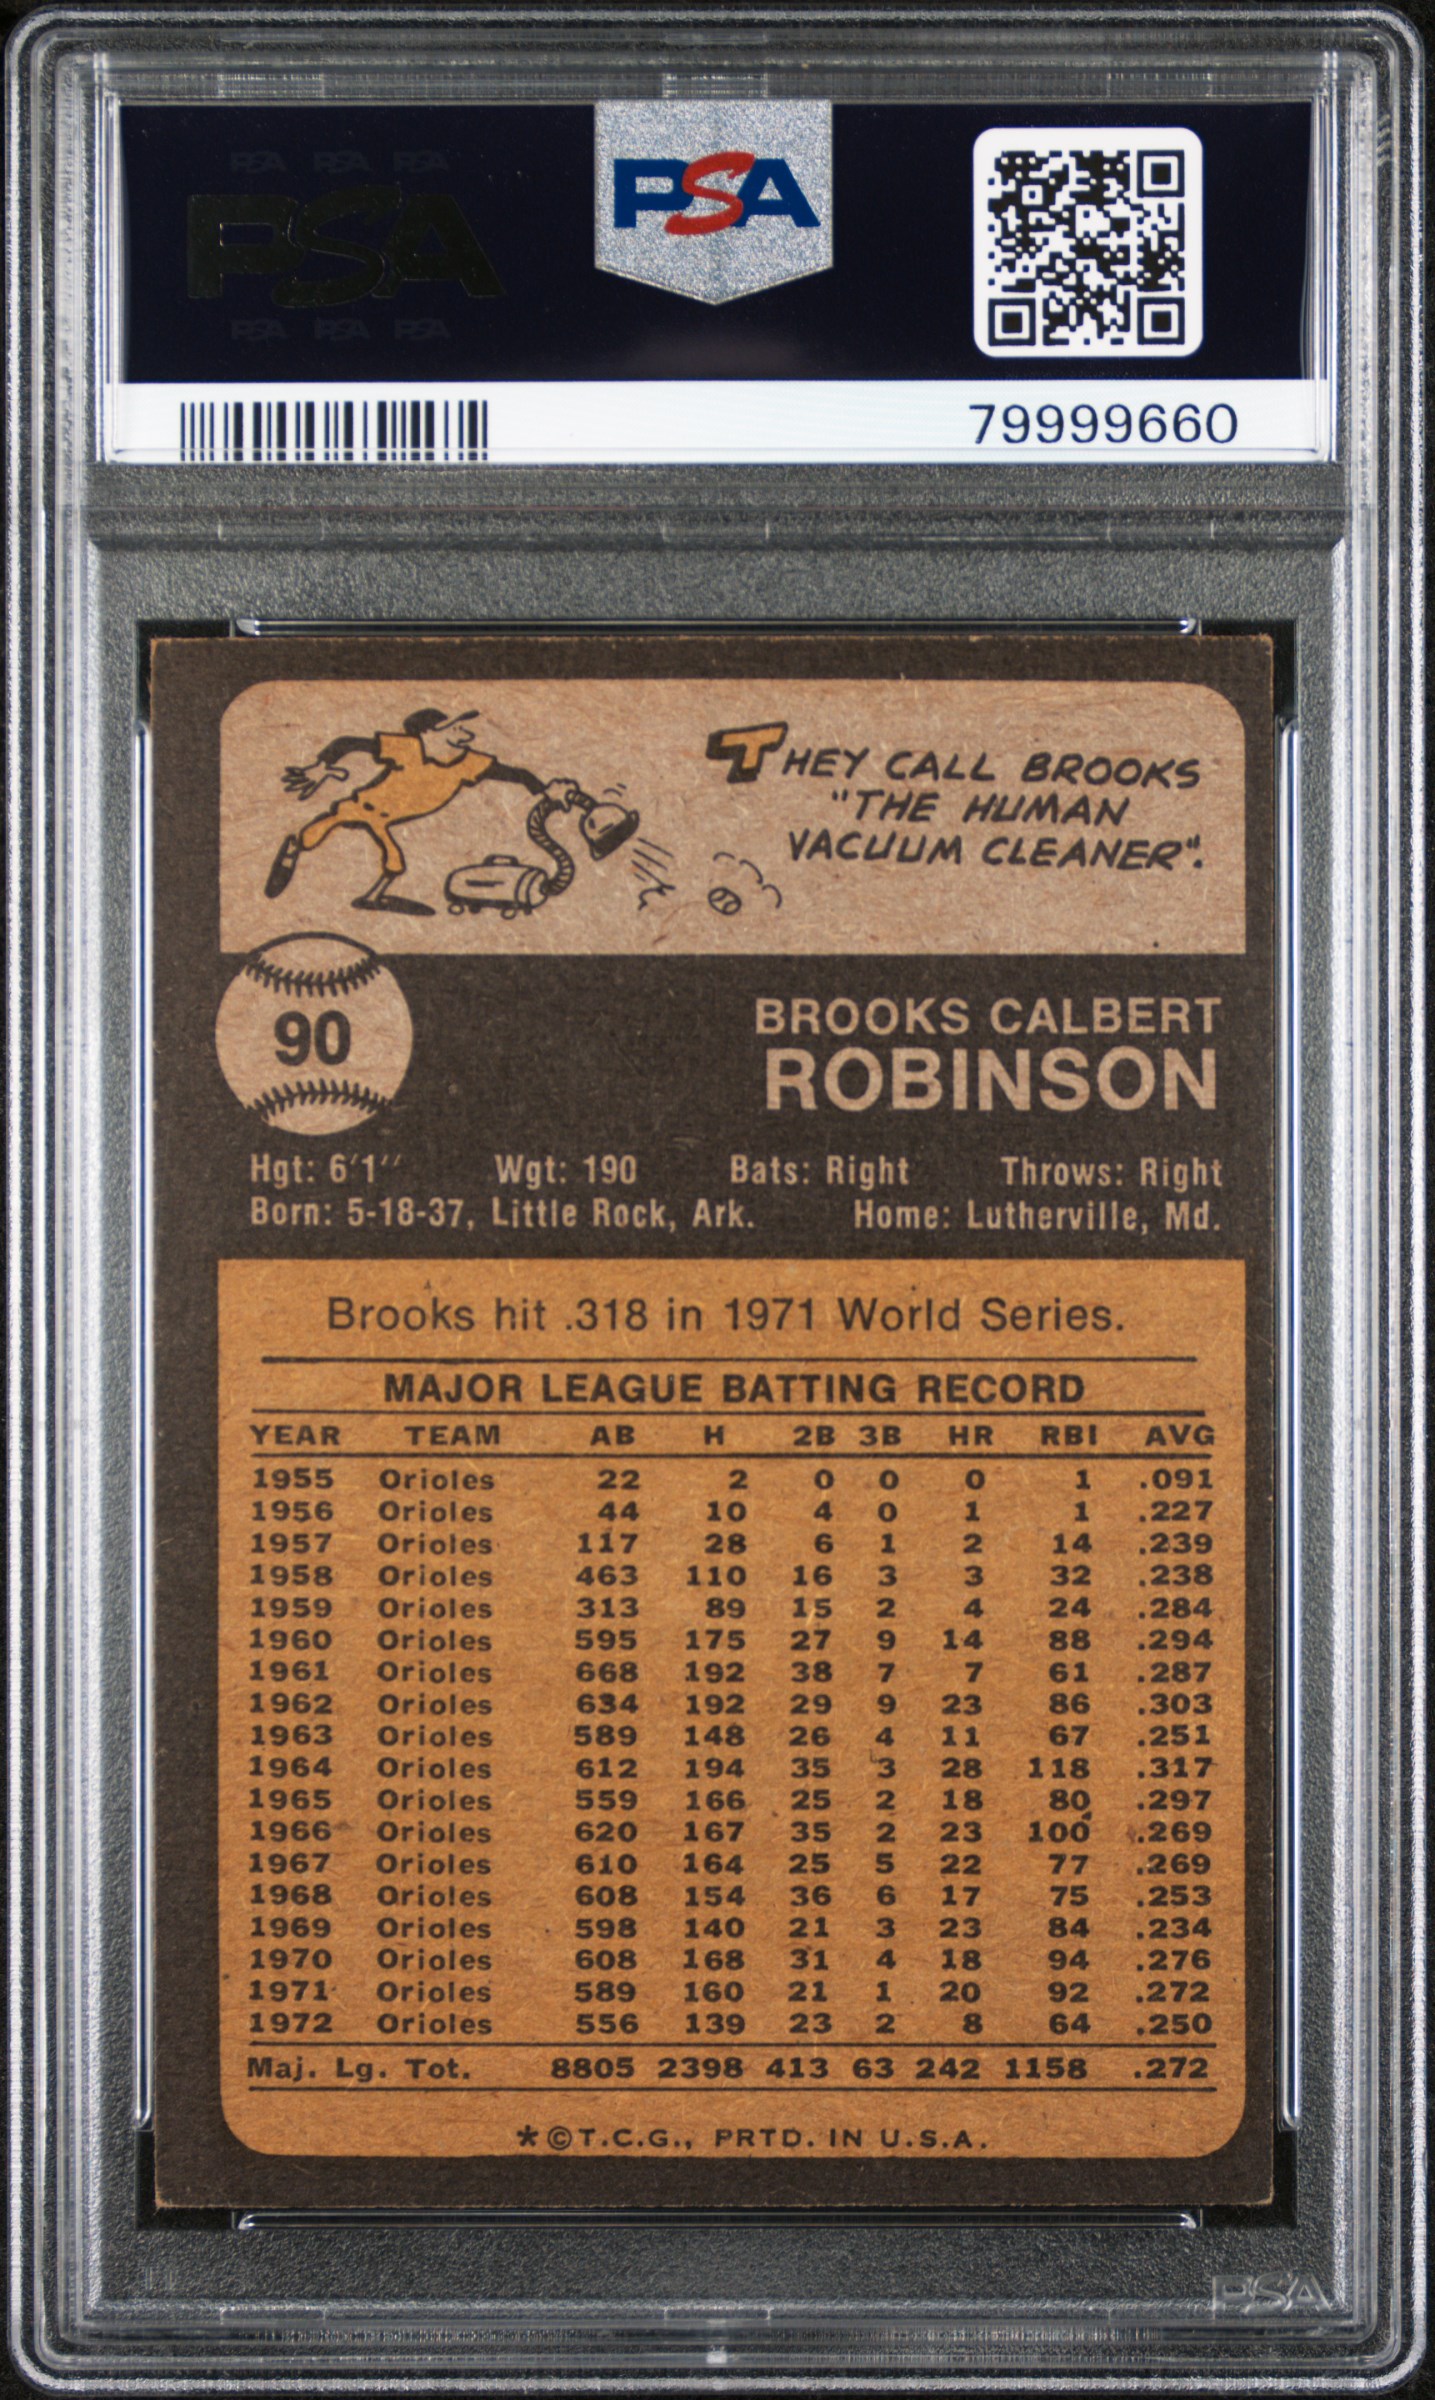 PSA PSA PSA
PSA
PSA PSA PSA
PSA
79999660
THEY CALL BROOKS
"THE HUMAN
VACUUM CLEANER".
90
BROOKS CALBERT
ROBINSON
Hgt: 6'1'' Wgt: 190 Bats: Right Throws: Right
Born: 5-18-37, Little Rock, Ark. Home: Lutherville, Md.
Brooks hit .318 in 1971 World Series.
MAJOR LEAGUE BATTING RECORD
YEAR TEAM AB H 2B 3B HR RBI AVG
1955 Orioles 22 2 0 0 0 1 .091
1956 Orioles 44 10 4 0 1 1 .227
1957 Orioles 117 28 6 1 2 14 .239
1958 Orioles 463 110 16 3 3 32 .238
1959 Orioles 313 89 15 2 4 24 .284
1960 Orioles 595 175 27 9 14 88 .294
1961 Orioles 668 192 38 7 7 61 .287
1962 Orioles 634 192 29 9 23 86 .303
1963 Orioles 589 148 26 4 11 67 .251
1964 Orioles 612 194 35 3 28 118 .317
1965 Orioles 559 166 25 2 18 80 .297
1966 Orioles 620 167 35 2 23 100 .269
1967 Orioles 610 164 25 5 22 77 .269
1968 Orioles 608 154 36 6 17 75 .253
1969 Orioles 598 140 21 3 23 84 .234
1970 Orioles 608 168 31 4 18 94 .276
1971 Orioles 589 160 21 1 20 92 .272
1972 Orioles 556 139 23 2 8 64 .250
Maj. Lg. Tot. 8805 2398 413 63 242 1158 .272
*©T.C.G., PRTD. IN U.S.A.
PSA